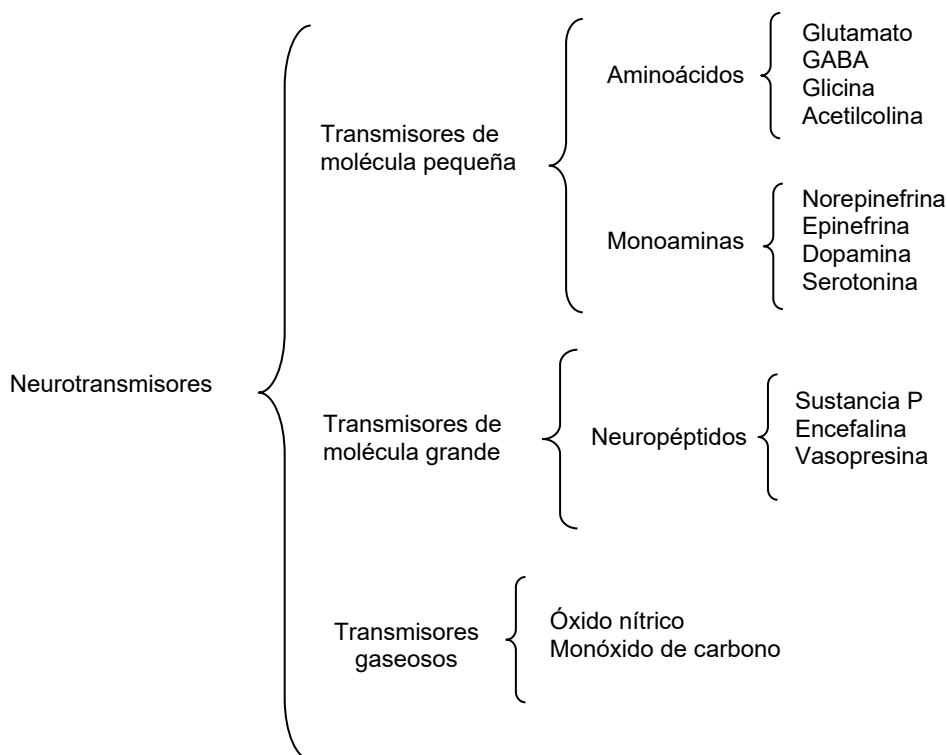 Neurotransmisores
Transmisores de
molécula pequeña
Aminoácidos
Glutamato
GABA
Glicina
Acetilcolina
Monoaminas
Norepinefrina
Epinefrina
Dopamina
Serotonina
Transmisores de
molécula grande
Neuropéptidos
Sustancia P
Encefalina
Vasopresina
Transmisores
gaseosos
Óxido nítrico
Monóxido de carbono